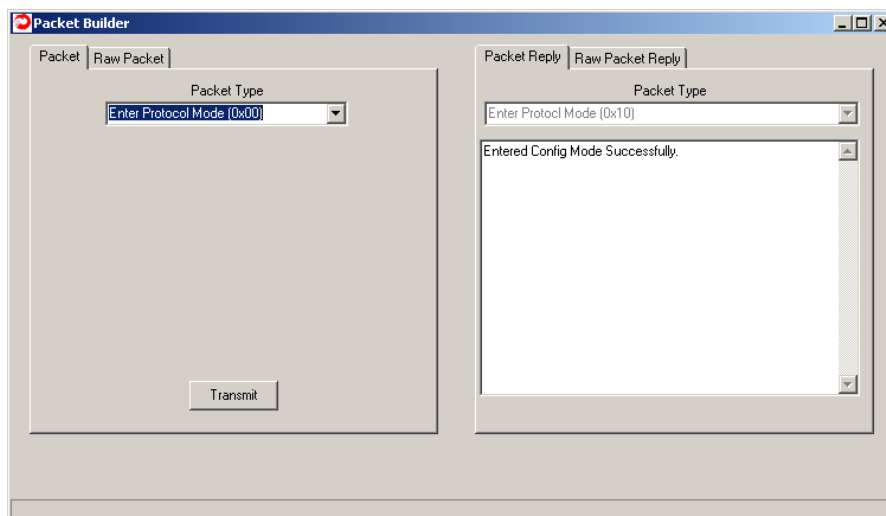 Packet Builder
Packet
Raw Packet
Packet Type
Enter Protocol Mode (0x00)
Transmit
Packet Reply
Raw Packet Reply
Packet Type
Enter Protocl Mode (0x10)
Entered Config Mode Successfully.